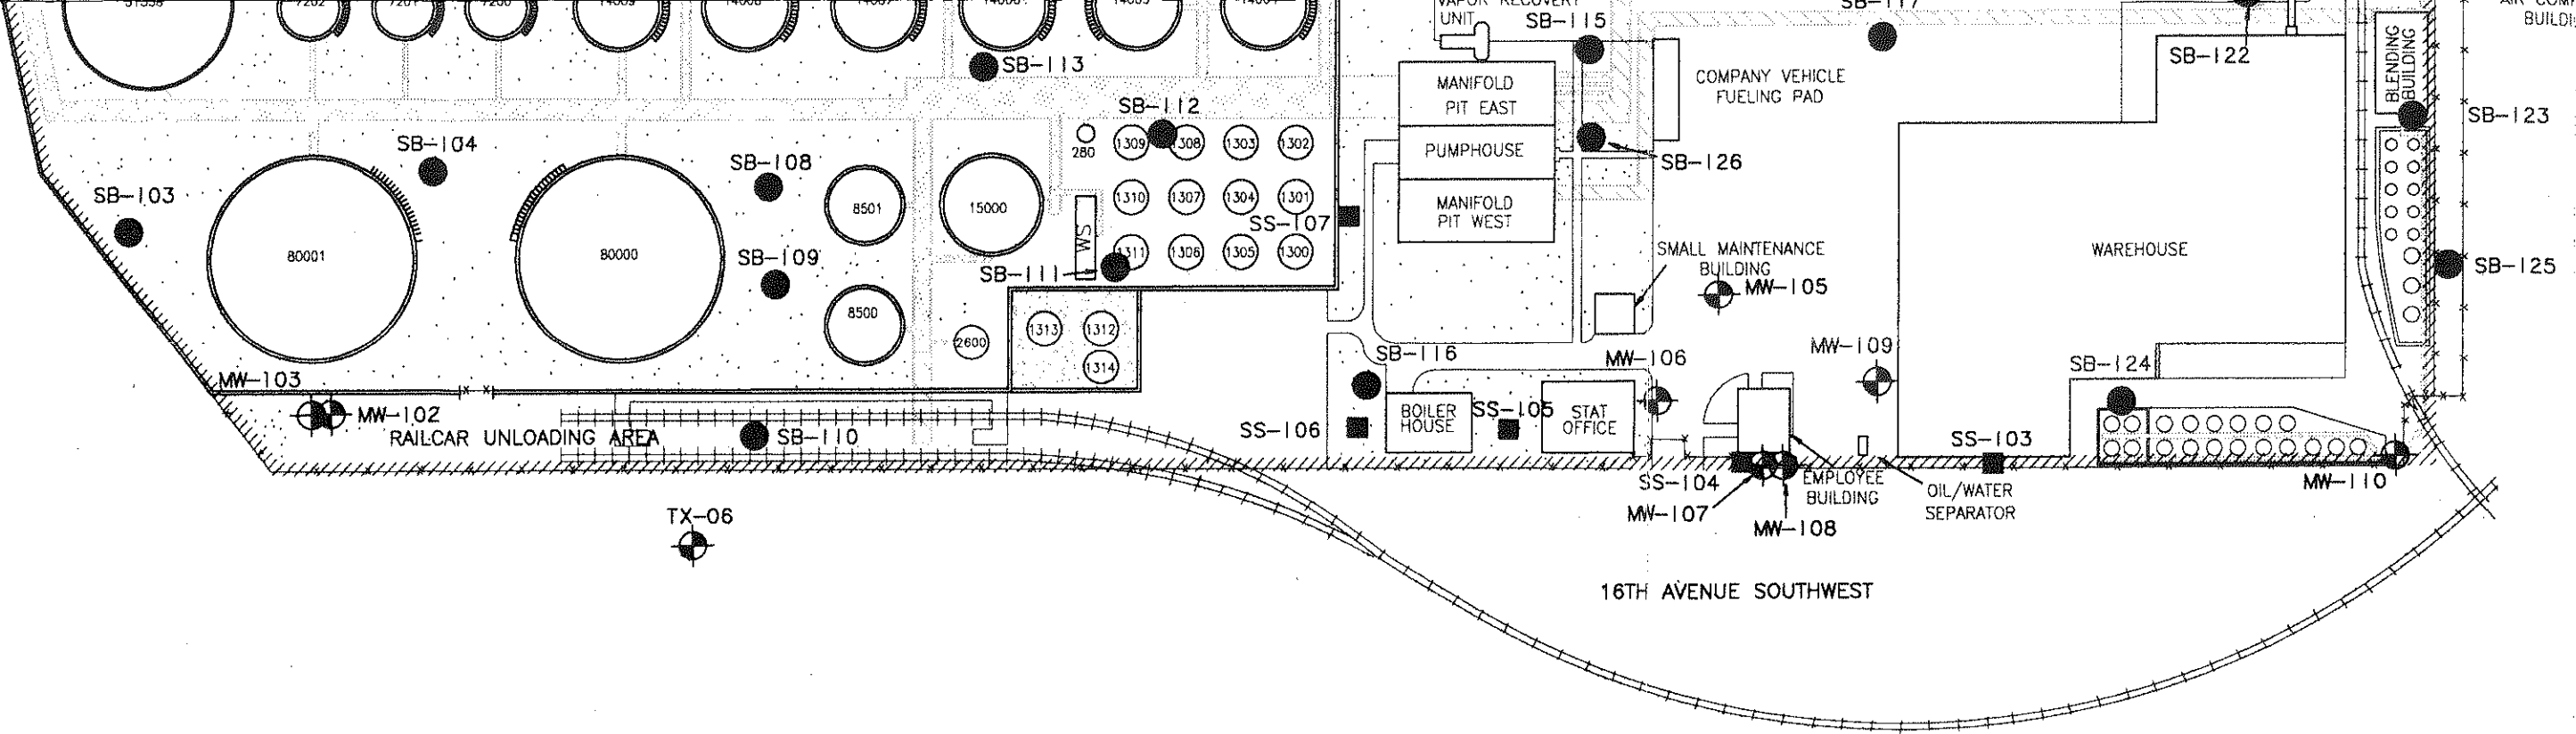 7202
7201
7200
VAPOR RECOVERY
UNIT
SB-115
SB-117
SB-122
BLENDING
BUILDING
SB-113
MANIFOLD
PIT EAST
COMPANY VEHICLE
FUELING PAD
SB-112
SB-123
SB-104
280
1309
1308
1303
1302
PUMPHOUSE
SB-126
SB-108
SB-103
1310
1307
1304
1301
8501
15000
MANIFOLD
PIT WEST
SS-107
SW
80001
80000
SB-109
1311
1306
1305
1300
SB-111
SMALL MAINTENANCE
BUILDING
MW-105
WAREHOUSE
SB-125
8500
1313
1312
2600
1314
SB-116
MW-106
MW-109
SB-124
MW-103
MW-102
RAILCAR UNLOADING AREA
SB-110
SS-106
BOILER
HOUSE
SS-105
STAT
OFFICE
SS-103
SS-104
EMPLOYEE
BUILDING
OIL/WATER
SEPARATOR
MW-110
MW-107
MW-108
TX-06
16TH AVENUE SOUTHWEST